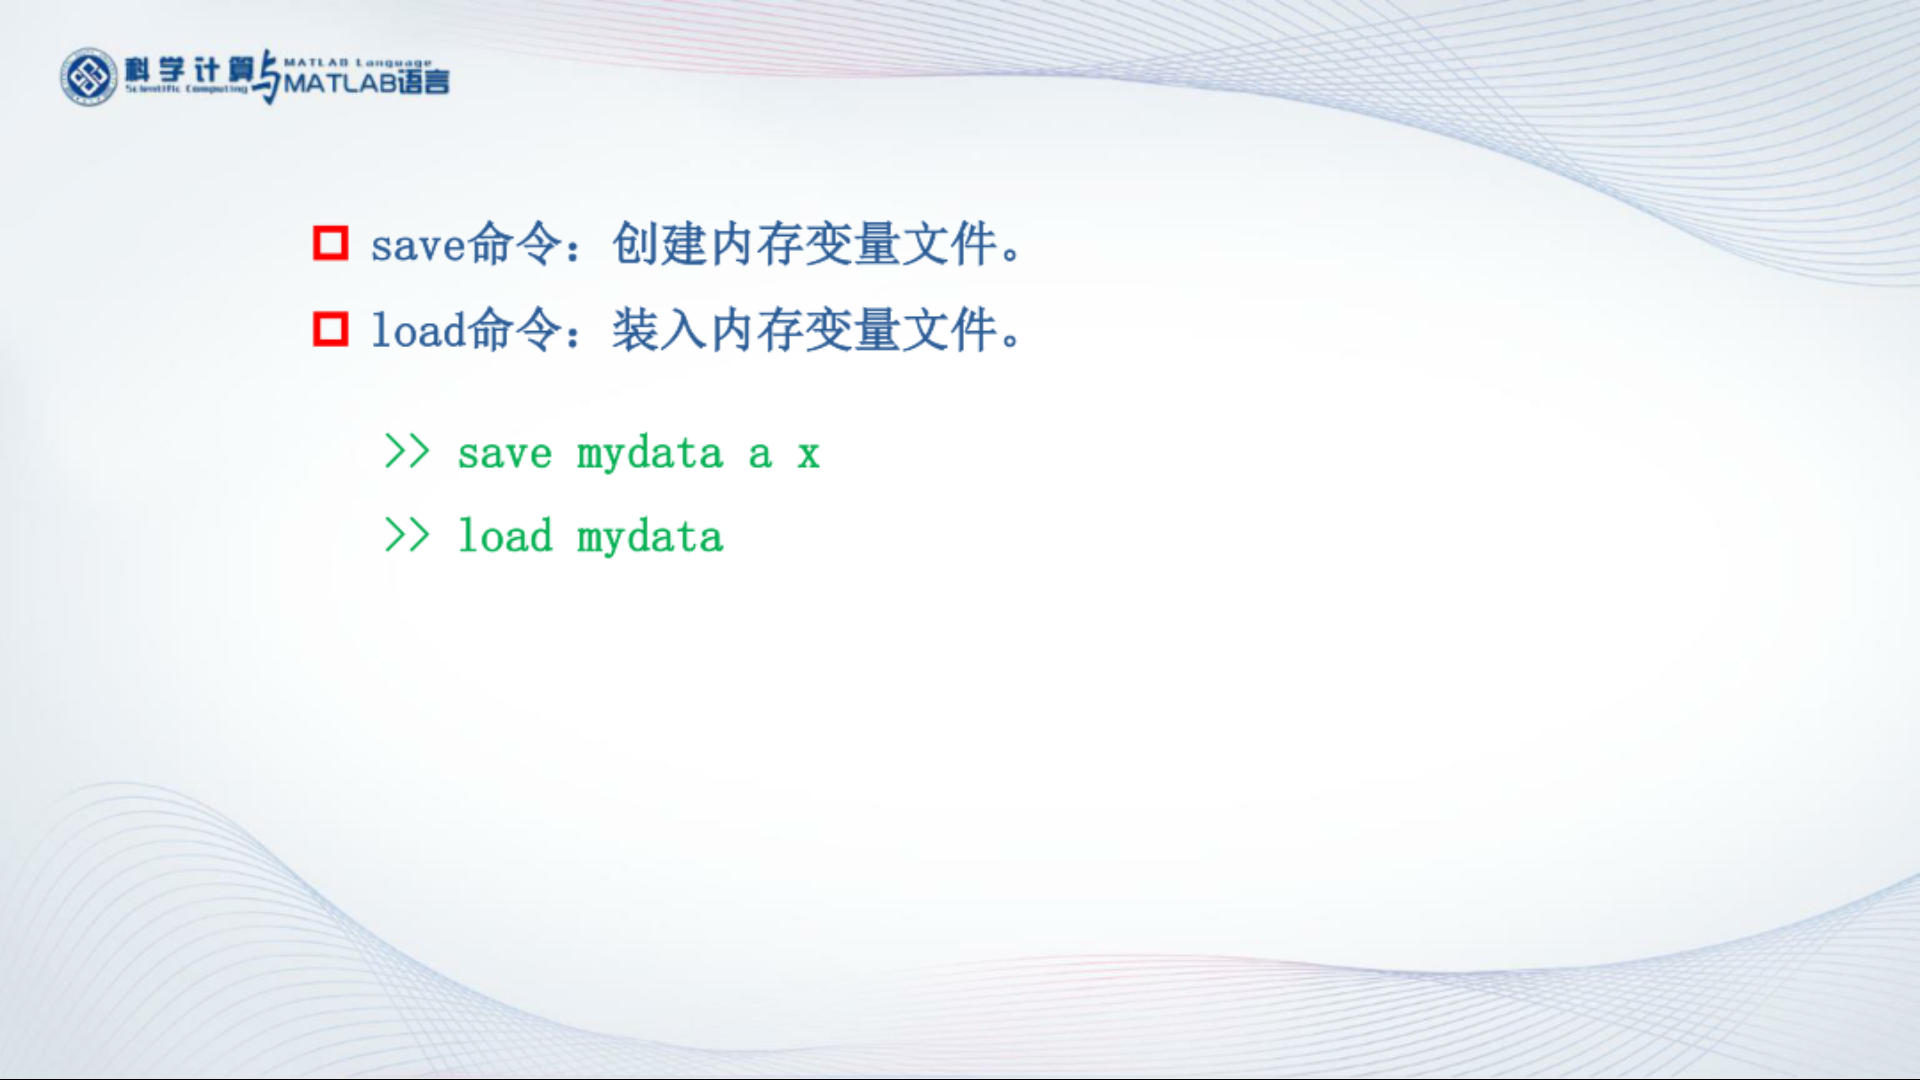 科学计算与MATLAB语言
Scientific Computing
MATLAB Language
save命令：创建内存变量文件。
load命令：装入内存变量文件。
>> save mydata a x
>> load mydata